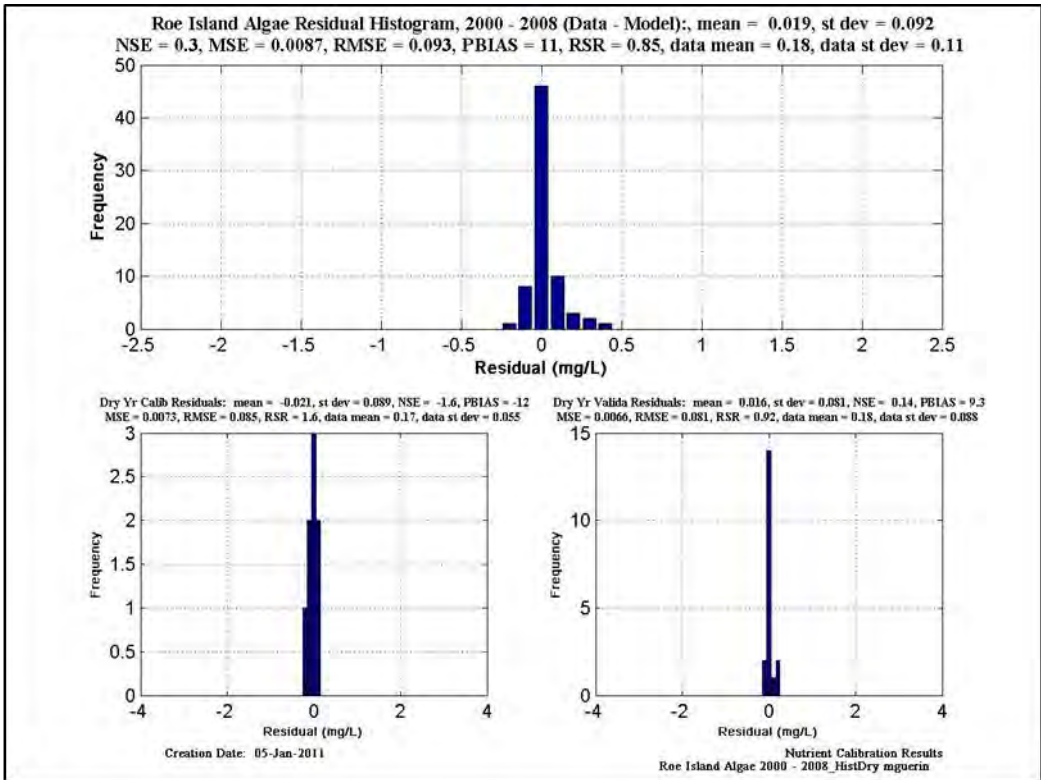 Roe Island Algae Residual Histogram, 2000 - 2008 (Data - Model):, mean =  0.019, st dev = 0.092
NSE = 0.3, MSE = 0.0087, RMSE = 0.093, PBIAS = 11, RSR = 0.85, data mean = 0.18, data st dev = 0.11
50
40
30
20
10
0
Frequency
-2.5 -2 -1.5 -1 -0.5 0 0.5 1 1.5 2 2.5
Residual (mg/L)
Dry Yr Calib Residuals:  mean =  -0.021, st dev = 0.089, NSE =  -1.6, PBIAS = -12
MSE = 0.0073, RMSE = 0.085, RSR = 1.6, data mean = 0.17, data st dev = 0.055
3
2.5
2
1.5
1
0.5
0
Frequency
-4 -2 0 2 4
Residual (mg/L)
Dry Yr Valida Residuals:  mean =  0.016, st dev = 0.081, NSE =  0.14, PBIAS = 9.3
MSE = 0.0066, RMSE = 0.081, RSR = 0.92, data mean = 0.18, data st dev = 0.088
15
10
5
0
Frequency
-4 -2 0 2 4
Residual (mg/L)
Creation Date:  05-Jan-2011
Nutrient Calibration Results
Roe Island Algae 2000 - 2008_HistDry mguerin